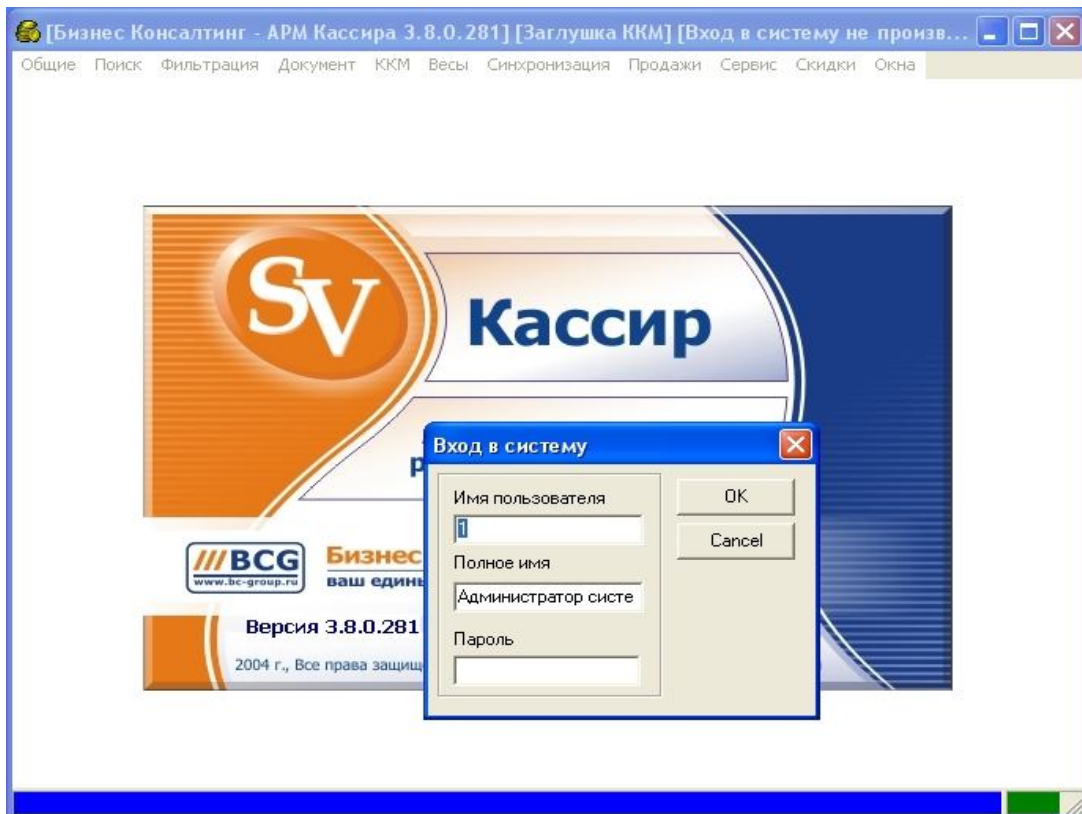 [Бизнес Консалтинг - АРМ Кассира 3.8.0.281] [Заглушка ККМ] [Вход в систему не произв...
Общие Поиск Фильтрация Документ ККМ Весы Синхронизация Продажи Сервис Скидки Окна
SV
Кассир
Вход в систему
Имя пользователя
OK
1
Cancel
Полное имя
Администратор систе
Пароль
///BCG
www.bc-group.ru
Бизнес
ваш
Версия 3.8.0.281
2004 г., Все права